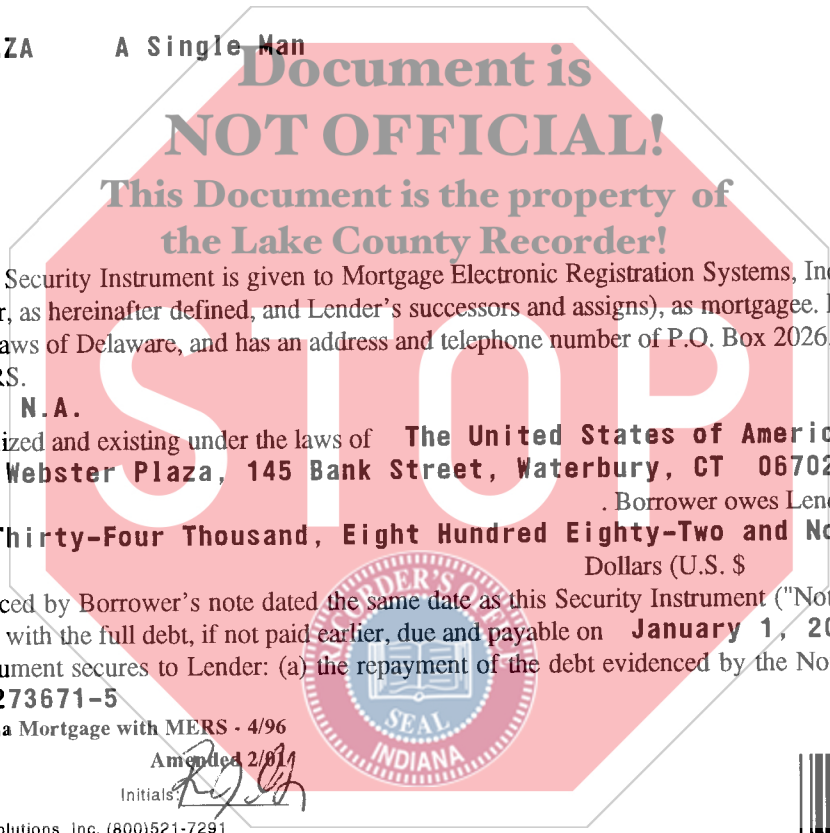 ZA A Single Man
Document is
NOT OFFICIAL!
This Document is the property of
the Lake County Recorder!
Security Instrument is given to Mortgage Electronic Registration Systems, Inc
r, as hereinafter defined, and Lender's successors and assigns), as mortgagee.
aws of Delaware, and has an address and telephone number of P.O. Box 2026
RS.
STOP
N.A.
ized and existing under the laws of The United States of Americ
Webster Plaza, 145 Bank Street, Waterbury, CT 06702
. Borrower owes Lend
Thirty-Four Thousand, Eight Hundred Eighty-Two and No
Dollars (U.S. $
ced by Borrower's note dated the same date as this Security Instrument ("Not
with the full debt, if not paid earlier, due and payable on January 1, 20
ument secures to Lender: (a) the repayment of the debt evidenced by the No
273671-5
RECORDER'S OFFICE
SEAL
INDIANA
a Mortgage with MERS - 4/96
Amended 2/01
Initials:
olutions, Inc. (800)521-7291